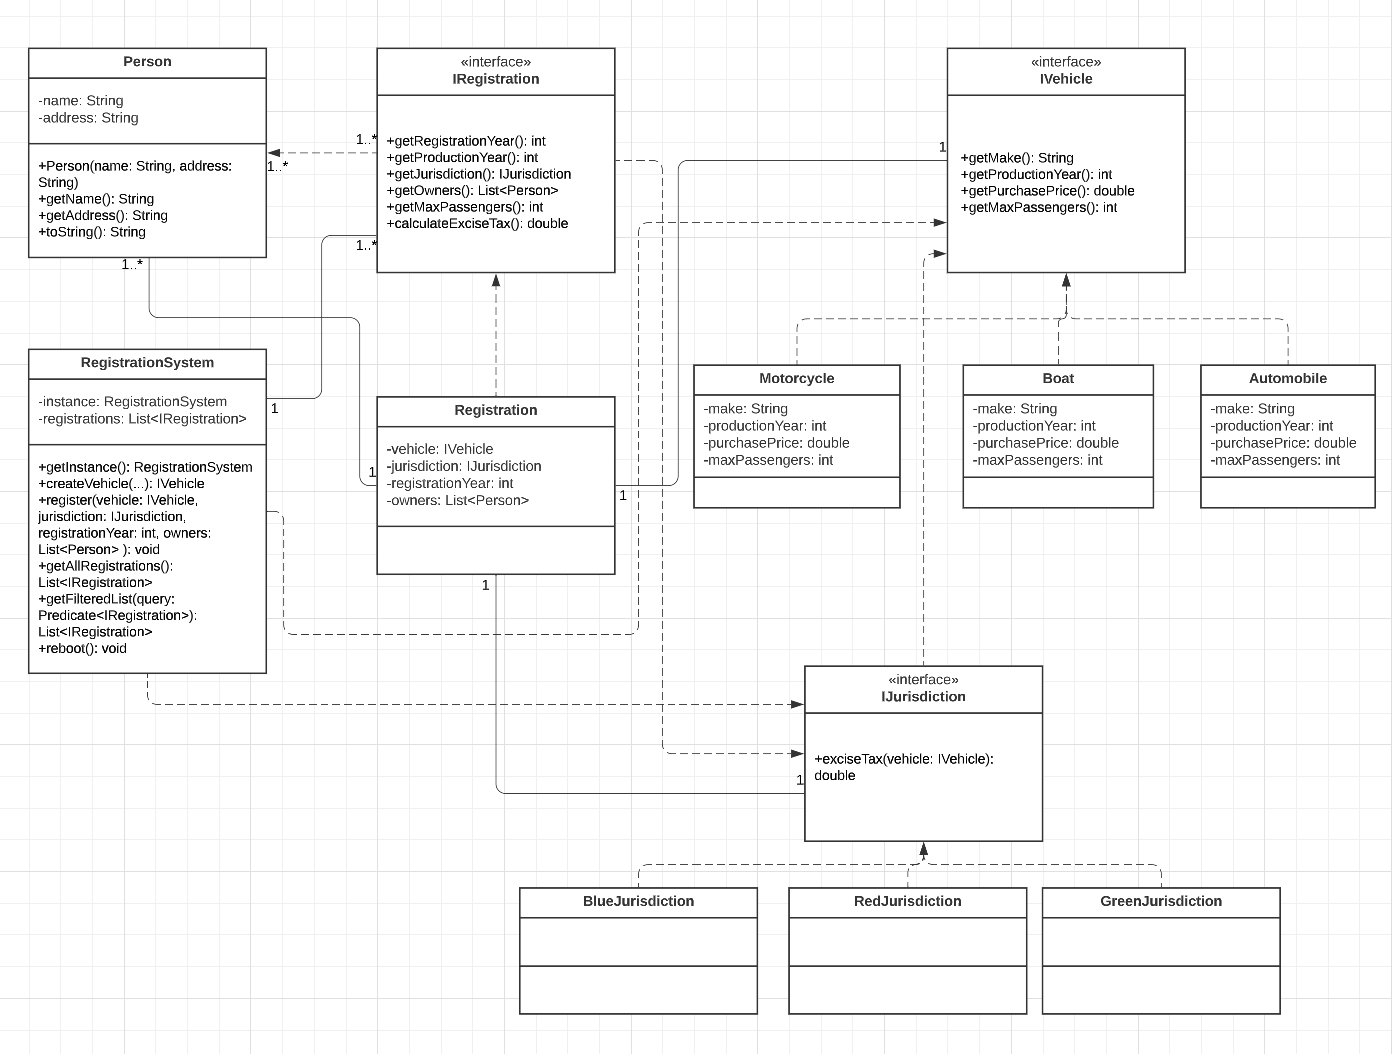 Person
-name: String
-address: String
+Person(name: String, address:
String)
+getName(): String
+getAddress(): String
+toString(): String
1..*
1..*
1..*
1..*
«interface»
IRegistration
+getRegistrationYear(): int
+getProductionYear(): int
+getJurisdiction(): IJurisdiction
+getOwners(): List<Person>
+getMaxPassengers(): int
+calculateExciseTax(): double
«interface»
IVehicle
1
+getMake(): String
+getProductionYear(): int
+getPurchasePrice(): double
+getMaxPassengers(): int
RegistrationSystem
-instance: RegistrationSystem
-registrations: List<IRegistration>
1
+getInstance(): RegistrationSystem
+createVehicle(...): IVehicle
+register(vehicle: IVehicle,
jurisdiction: IJurisdiction,
registrationYear: int, owners:
List<Person> ): void
+getAllRegistrations():
List<IRegistration>
+getFilteredList(query:
Predicate<IRegistration>):
List<IRegistration>
+reboot(): void
Registration
-vehicle: IVehicle
-jurisdiction: IJurisdiction
-registrationYear: int
-owners: List<Person>
1
1
1
Motorcycle
-make: String
-productionYear: int
-purchasePrice: double
-maxPassengers: int
Boat
-make: String
-productionYear: int
-purchasePrice: double
-maxPassengers: int
Automobile
-make: String
-productionYear: int
-purchasePrice: double
-maxPassengers: int
«interface»
IJurisdiction
+exciseTax(vehicle: IVehicle):
double
1
BlueJurisdiction
RedJurisdiction
GreenJurisdiction